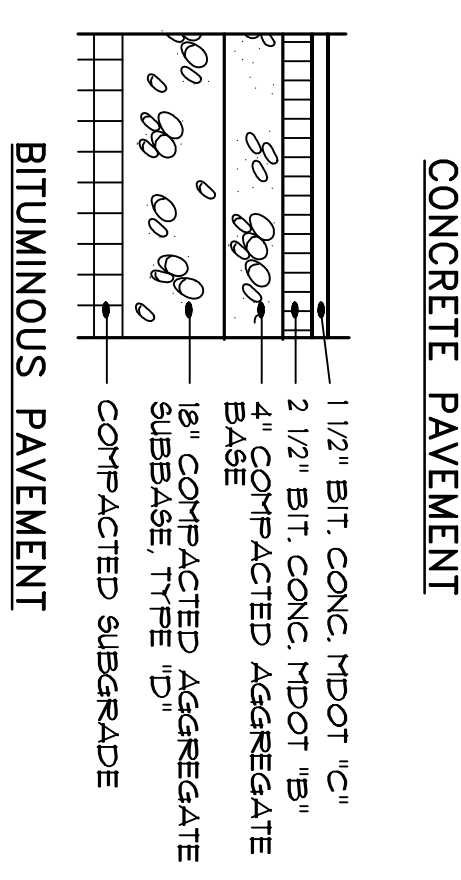 CONCRETE PAVEMENT
1 1/2" BIT. CONC. MDOT "C"
2 1/2" BIT. CONC. MDOT "B"
4" COMPACTED AGGREGATE
BASE
18" COMPACTED AGGREGATE
SUBBASE, TYPE "D"
COMPACTED SUBGRADE
BITUMINOUS PAVEMENT